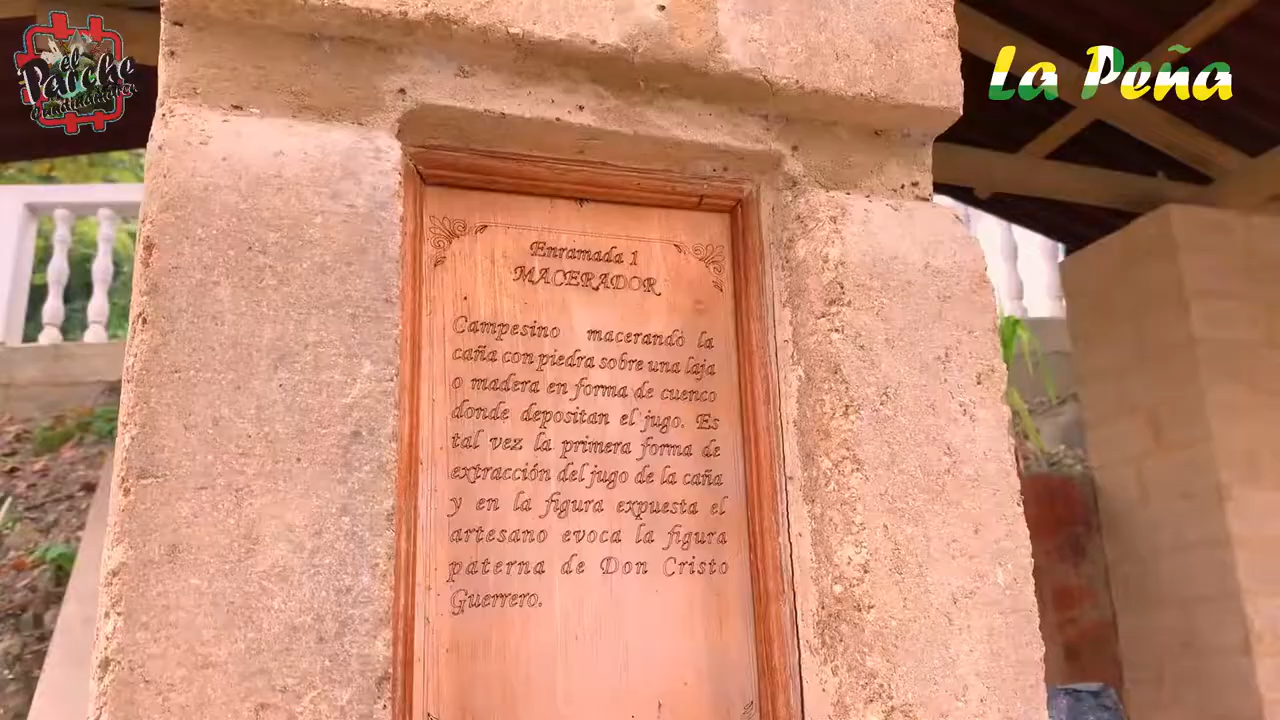 el
Parche
La Peña
Enramada 1
MACERADOR
Campesino macerando la
caña con piedra sobre una laja
o madera en forma de cuenco
donde depositan el jugo. Es
tal vez la primera forma de
extracción del jugo de la caña
y en la figura expuesta el
artesano evoca la figura
paterna de Don Cristo
Guerrero.